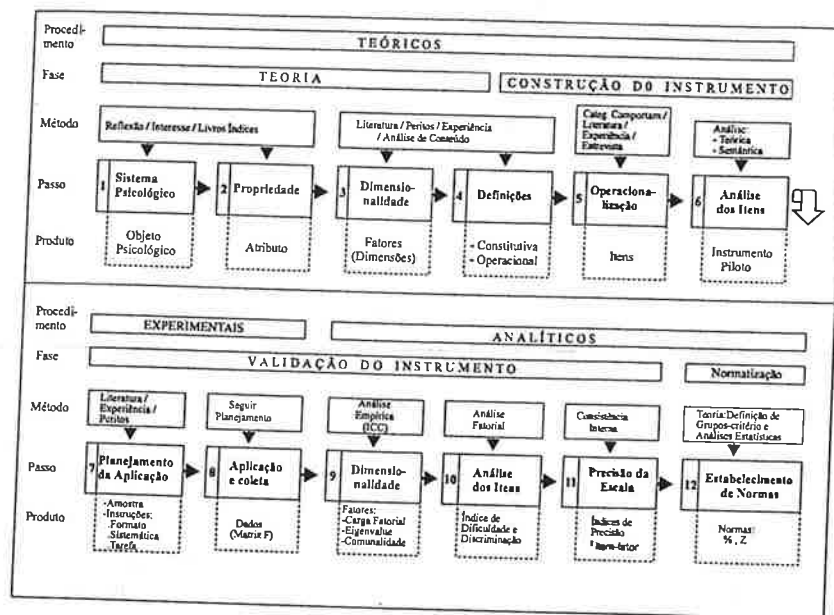 Procedi-
mento
TEÓRICOS
Fase
TEORIA
CONSTRUÇÃO DO INSTRUMENTO
Método
Reflexão / Interesse / Livros Índices
Literatura / Peritos / Experiência
/ Análise de Conteúdo
Categ. Comportam /
Literatura /
Experiência /
Entrevista
Análise:
- Teórica
- Semântica
Passo
1 Sistema
Psicológico
2 Propriedade
3 Dimensio-
nalidade
4 Definições
5 Operaciona-
lização
6 Análise
dos Itens
Produto
Objeto
Psicológico
Atributo
Fatores
(Dimensões)
- Constitutiva
- Operacional
Itens
Instrumento
Piloto
Procedi-
mento
EXPERIMENTAIS
ANALÍTICOS
Fase
VALIDAÇÃO DO INSTRUMENTO
Normatização
Método
Literatura /
Experiência /
Peritos
Seguir
Planejamento
Análise
Empírica
(ICC)
Análise
Fatorial
Consistência
Interna
Teoria:Definição de
Grupos-critério e
Análises Estatísticas
Passo
7 Planejamento
da Aplicação
8 Aplicação
e coleta
9 Dimensio-
nalidade
10 Análise
dos Itens
11 Precisão da
Escala
12 Estabelecimento
de Normas
Produto
-Amostra
-Instruções:
.Formato
.Sistemática
.Tarefa
Dados
(Matrix F)
Fatores:
-Carga Fatorial
-Eigenvalue
-Comunalidade
Índice de
Dificuldade e
Discriminação
Índices de
Precisão
item-fator
Normas:
%, Z